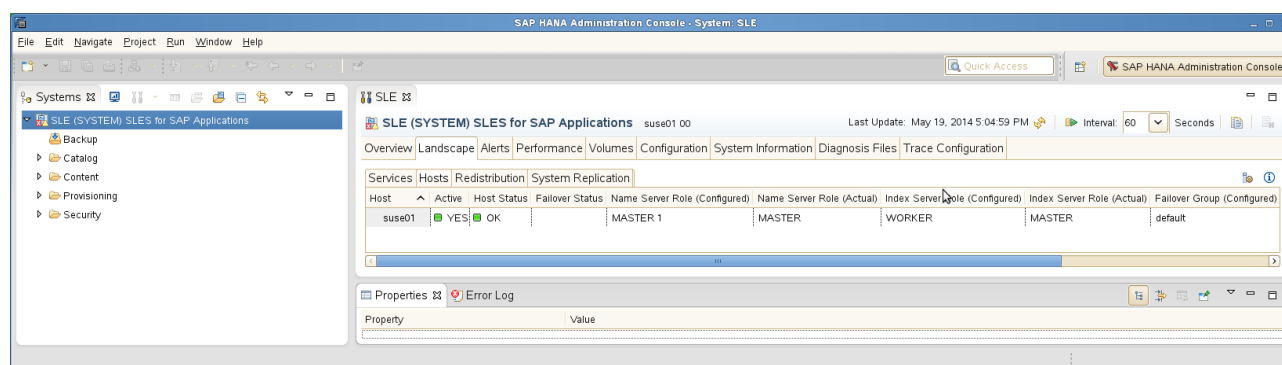 SAP HANA Administration Console - System: SLE
File Edit Navigate Project Run Window Help
Quick Access
SAP HANA Administration Console
Systems
SLE (SYSTEM) SLES for SAP Applications
Backup
Catalog
Content
Provisioning
Security
SLE
SLE (SYSTEM) SLES for SAP Applications suse01 00 Last Update: May 19, 2014 5:04:59 PM Interval: 60 Seconds
Overview Landscape Alerts Performance Volumes Configuration System Information Diagnosis Files Trace Configuration
Services Hosts Redistribution System Replication
Host Active Host Status Failover Status Name Server Role (Configured) Name Server Role (Actual) Index Server Role (Configured) Index Server Role (Actual) Failover Group (Configured)
suse01 YES OK MASTER 1 MASTER WORKER MASTER default
Properties Error Log
Property Value